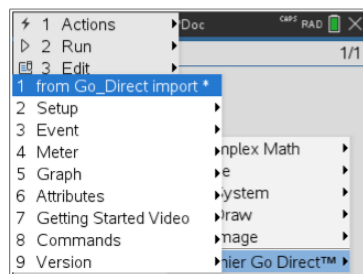 1 Actions
Doc
CAPS RAD
2 Run
1/1
3 Edit
1 from Go_Direct import *
2 Setup
3 Event
4 Meter
nplex Math
5 Graph
e
6 Attributes
ystem
7 Getting Started Video
raw
8 Commands
nage
9 Version
nier Go Direct™